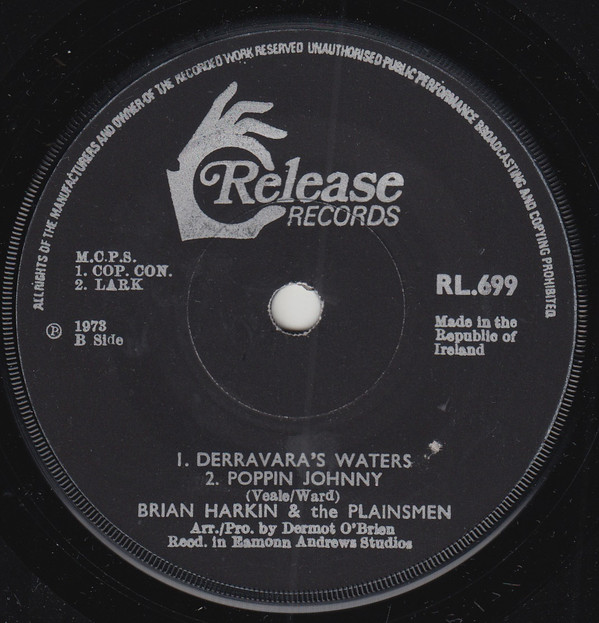 ALL RIGHTS OF THE MANUFACTURERS AND OWNER OF THE RECORDED WORK RESERVED UNAUTHORISED PUBLIC PERFORMANCE BROADCASTING AND COPYING PROHIBITED
Release
RECORDS
M.C.P.S.
1. COP. CON.
2. LARK
RL.699
℗ 1973
B Side
Made in the
Republic of
Ireland
1. DERRAVARA'S WATERS
2. POPPIN JOHNNY
(Veale/Ward)
BRIAN HARKIN & the PLAINSMEN
Arr./Pro. by Dermot O'Brien
Recd. in Eamonn Andrews Studios